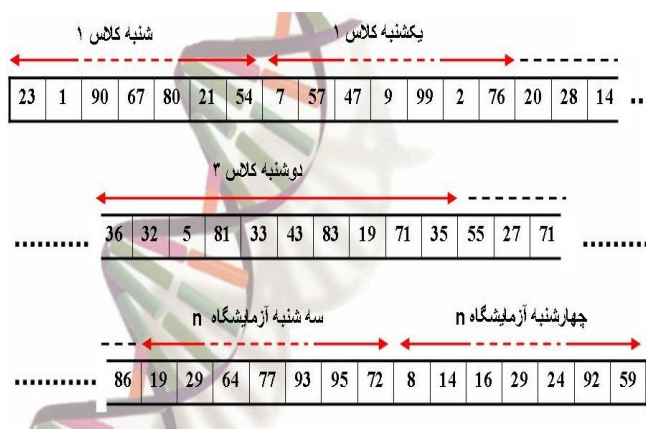 شنبه کلاس ۱ یکشنبه کلاس ۱
23 1 90 67 80 21 54 7 57 47 9 99 2 76 20 28 14 ..
دوشنبه کلاس ۳
.......... 36 32 5 81 33 43 83 19 71 35 55 27 71 ..........
سه شنبه آزمایشگاه n چهارشنبه آزمایشگاه n
.......... 86 19 29 64 77 93 95 72 8 14 16 29 24 92 59